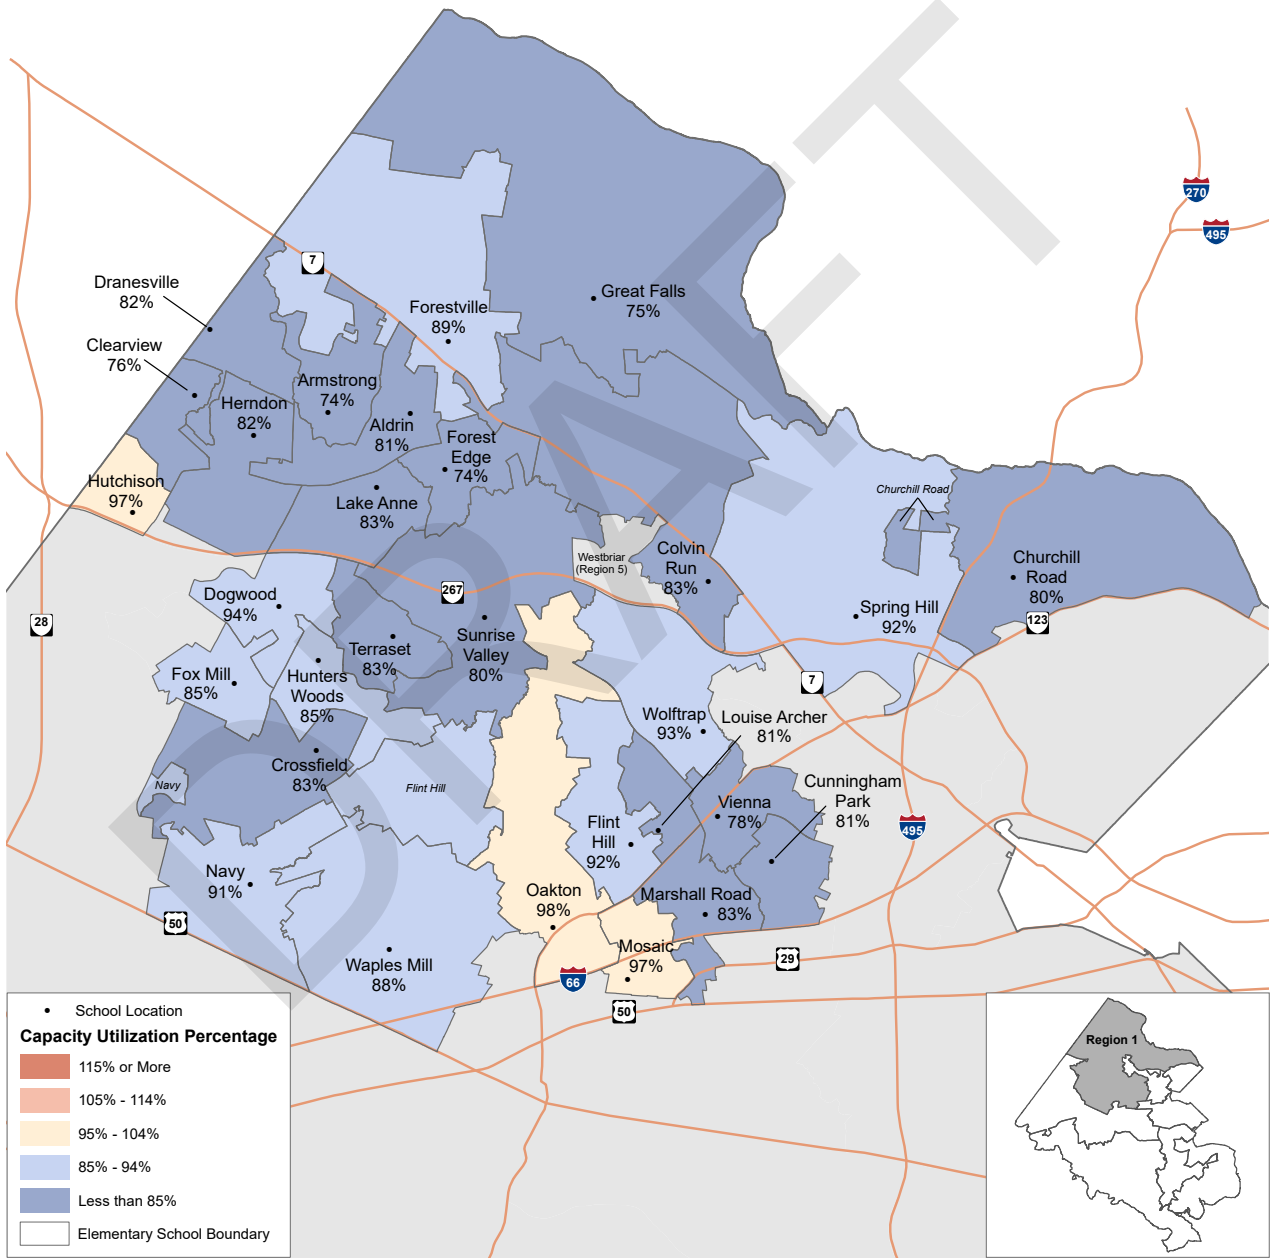 DRAFT
270
495
7
Dranesville
82%
Great Falls
75%
Forestville
89%
Clearview
76%
Armstrong
74%
Herndon
82%
Aldrin
81%
Forest
Edge
74%
Hutchison
97%
Lake Anne
83%
Churchill Road
Westbriar
(Region 5)
Colvin
Run
83%
Churchill
Road
80%
267
Dogwood
94%
28
Spring Hill
92%
123
Terraset
83%
Sunrise
Valley
80%
Fox Mill
85%
Hunters
Woods
85%
7
Wolftrap
93%
Louise Archer
81%
Crossfield
83%
Navy
Flint Hill
Cunningham
Park
81%
Vienna
78%
495
Flint
Hill
92%
Navy
91%
Oakton
98%
Marshall Road
83%
50
Mosaic
97%
29
Waples Mill
88%
66
50
School Location
Capacity Utilization Percentage
115% or More
105% - 114%
95% - 104%
85% - 94%
Less than 85%
Elementary School Boundary
Region 1